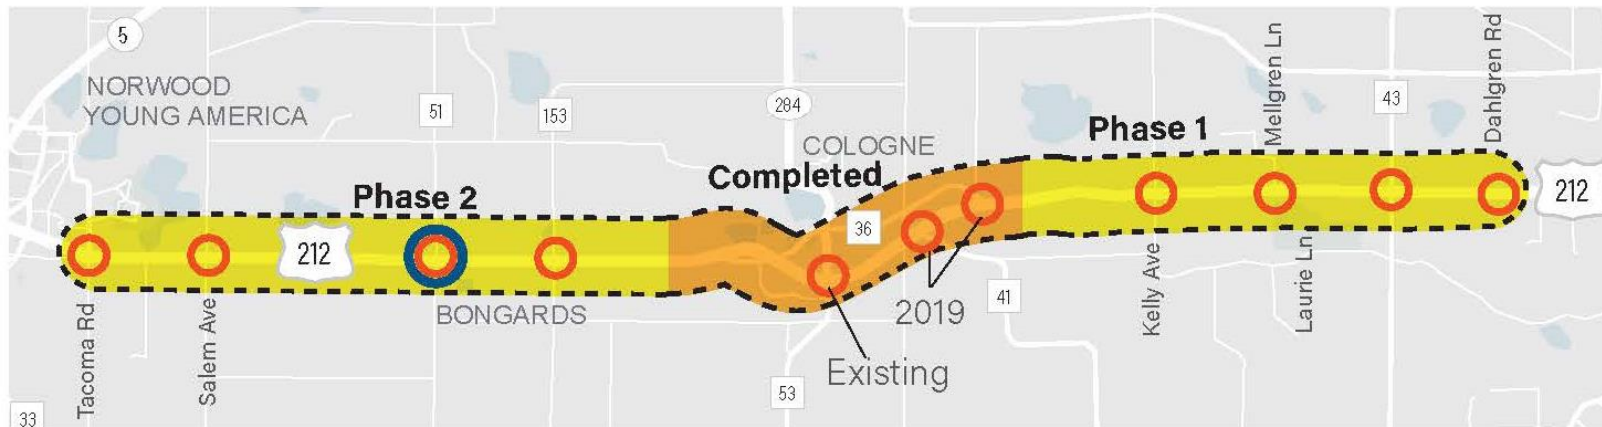 5
NORWOOD
YOUNG AMERICA
51
153
284
COLOGNE
Phase 1
Mellgren Ln
43
Dahlgren Rd
Completed
Phase 2
212
212
36
BONGARDS
2019
41
Existing
Kelly Ave
Laurie Ln
Tacoma Rd
Salem Ave
53
33